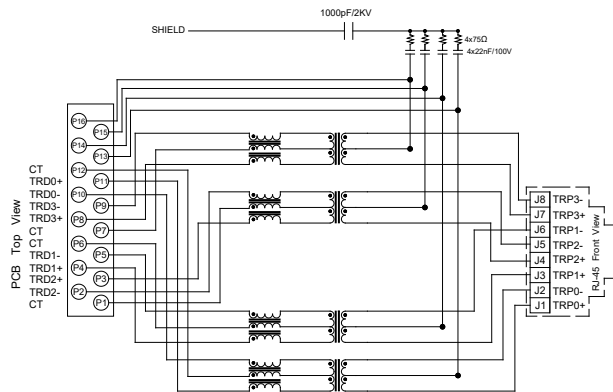 1000pF/2KV
SHIELD
4x75Ω
4x22nF/100V
P16
P15
P14
P13
CT P12
TRD0+ P11
TRD0- P10
TRD3- P9
TRD3+ P8
CT P7
CT P6
TRD1- P5
TRD1+ P4
TRD2+ P3
TRD2- P2
CT P1
PCB Top View
J8 TRP3-
J7 TRP3+
J6 TRP1-
J5 TRP2-
J4 TRP2+
J3 TRP1+
J2 TRP0-
J1 TRP0+
RJ-45 Front View